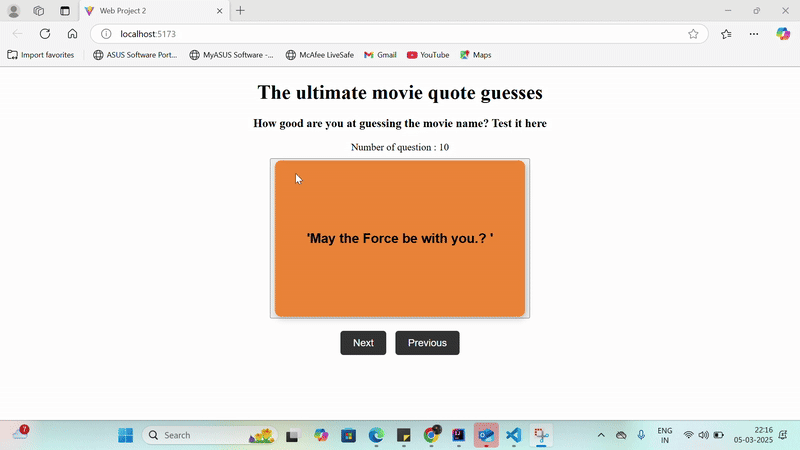 Web Project 2
localhost:5173
Import favorites
ASUS Software Port...
MyASUS Software -...
McAfee LiveSafe
Gmail
YouTube
Maps
The ultimate movie quote guesses
How good are you at guessing the movie name? Test it here
Number of question : 10
'May the Force be with you.? '
Next
Previous
7
Search
ENG
IN
22:16
05-03-2025